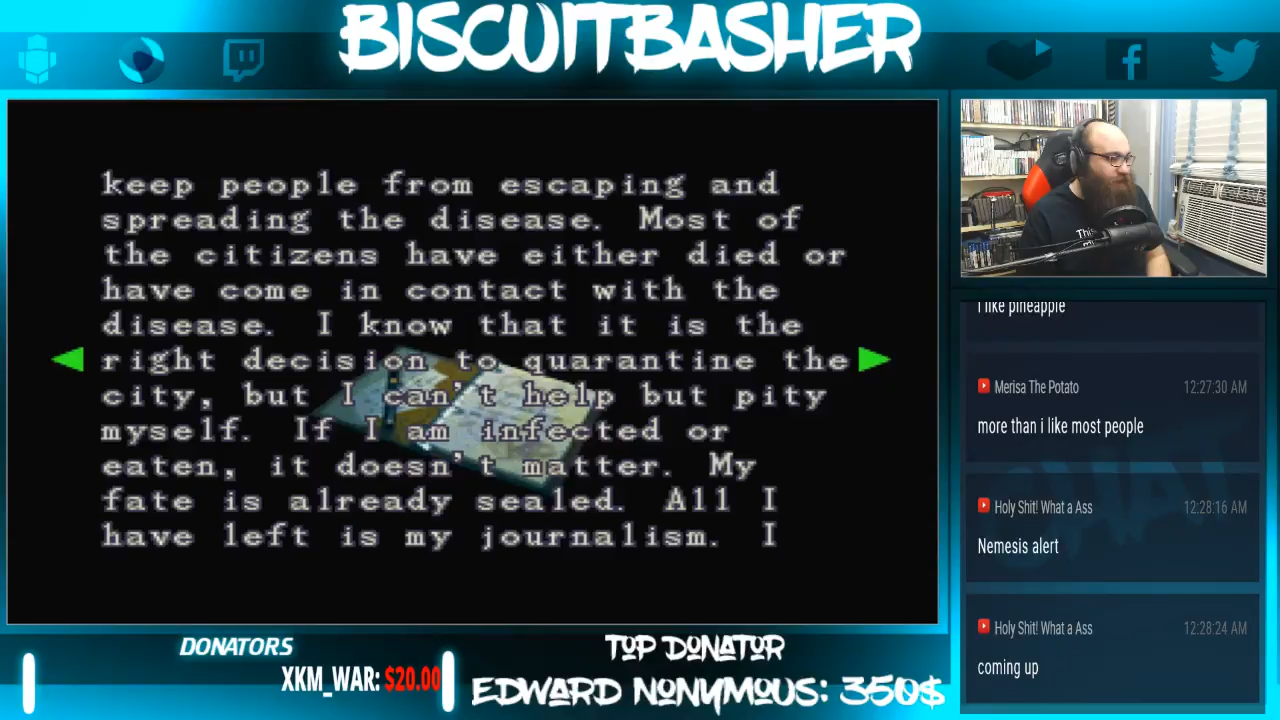 BISCUITBASHER
keep people from escaping and
spreading the disease. Most of
the citizens have either died or
have come in contact with the
disease. I know that it is the
right decision to quarantine the
city, but I can't help but pity
myself. If I am infected or
eaten, it doesn't matter. My
fate is already sealed. All I
have left is my journalism. I
This
i like pineapple
Merisa The Potato 12:27:30 AM
more than i like most people
Holy Shit! What a Ass 12:28:16 AM
Nemesis alert
Holy Shit! What a Ass 12:28:24 AM
coming up
DONATORS
XKM_WAR: $20.00
TOP DONATOR
EDWARD NONYMOUS: 350$